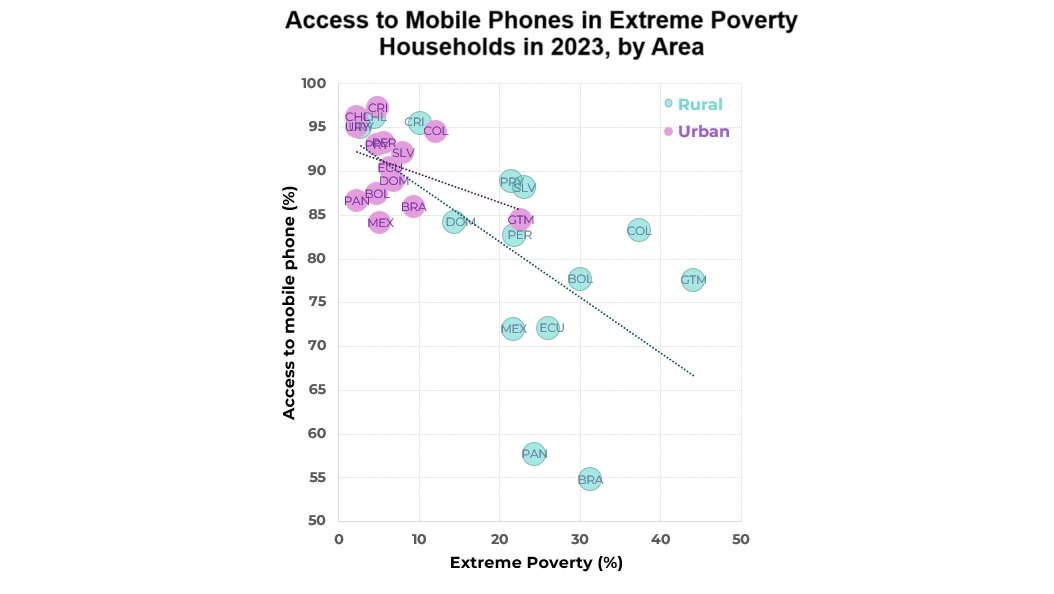 Access to Mobile Phones in Extreme Poverty
Households in 2023, by Area
Access to mobile phone (%)
100
95
90
85
80
75
70
65
60
55
50
Rural
Urban
CRI
CHL
CHL
URY
CRI
COL
PRY
PER
SLV
ECU
DOM
BOL
PAN
BRA
MEX
PRY
SLV
DOM
GTM
PER
COL
BOL
GTM
MEX
ECU
PAN
BRA
0 10 20 30 40 50
Extreme Poverty (%)